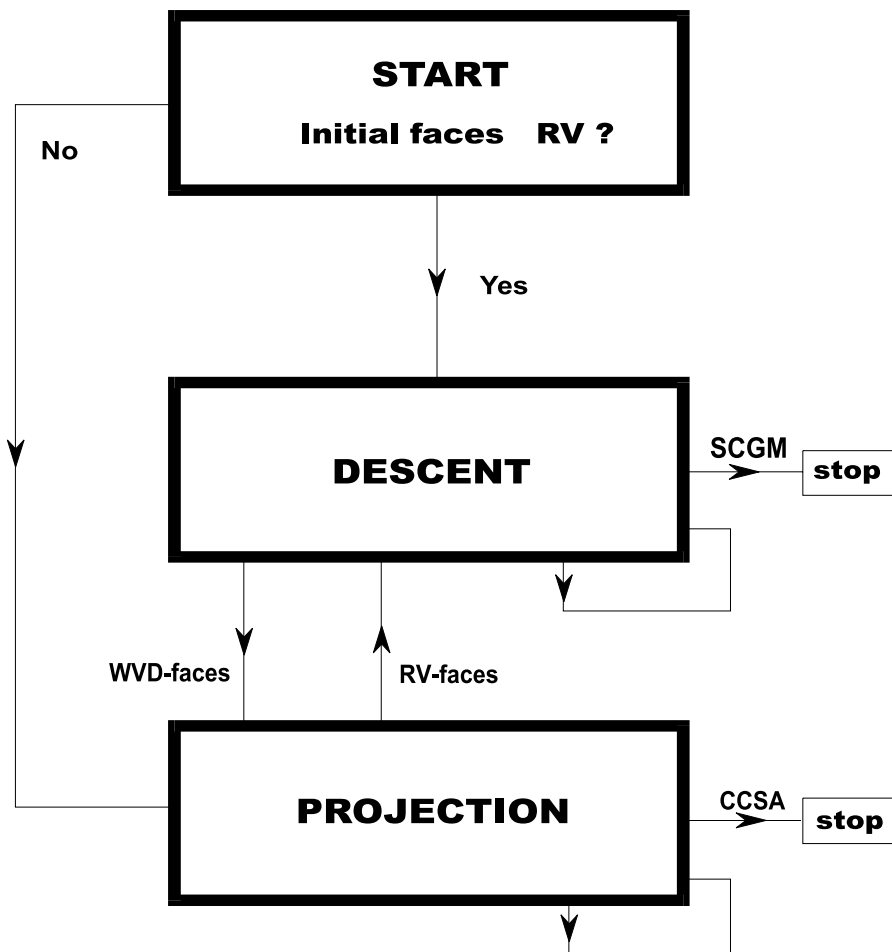 START
Initial faces RV ?
No
Yes
DESCENT
SCGM
stop
WVD-faces
RV-faces
PROJECTION
CCSA
stop